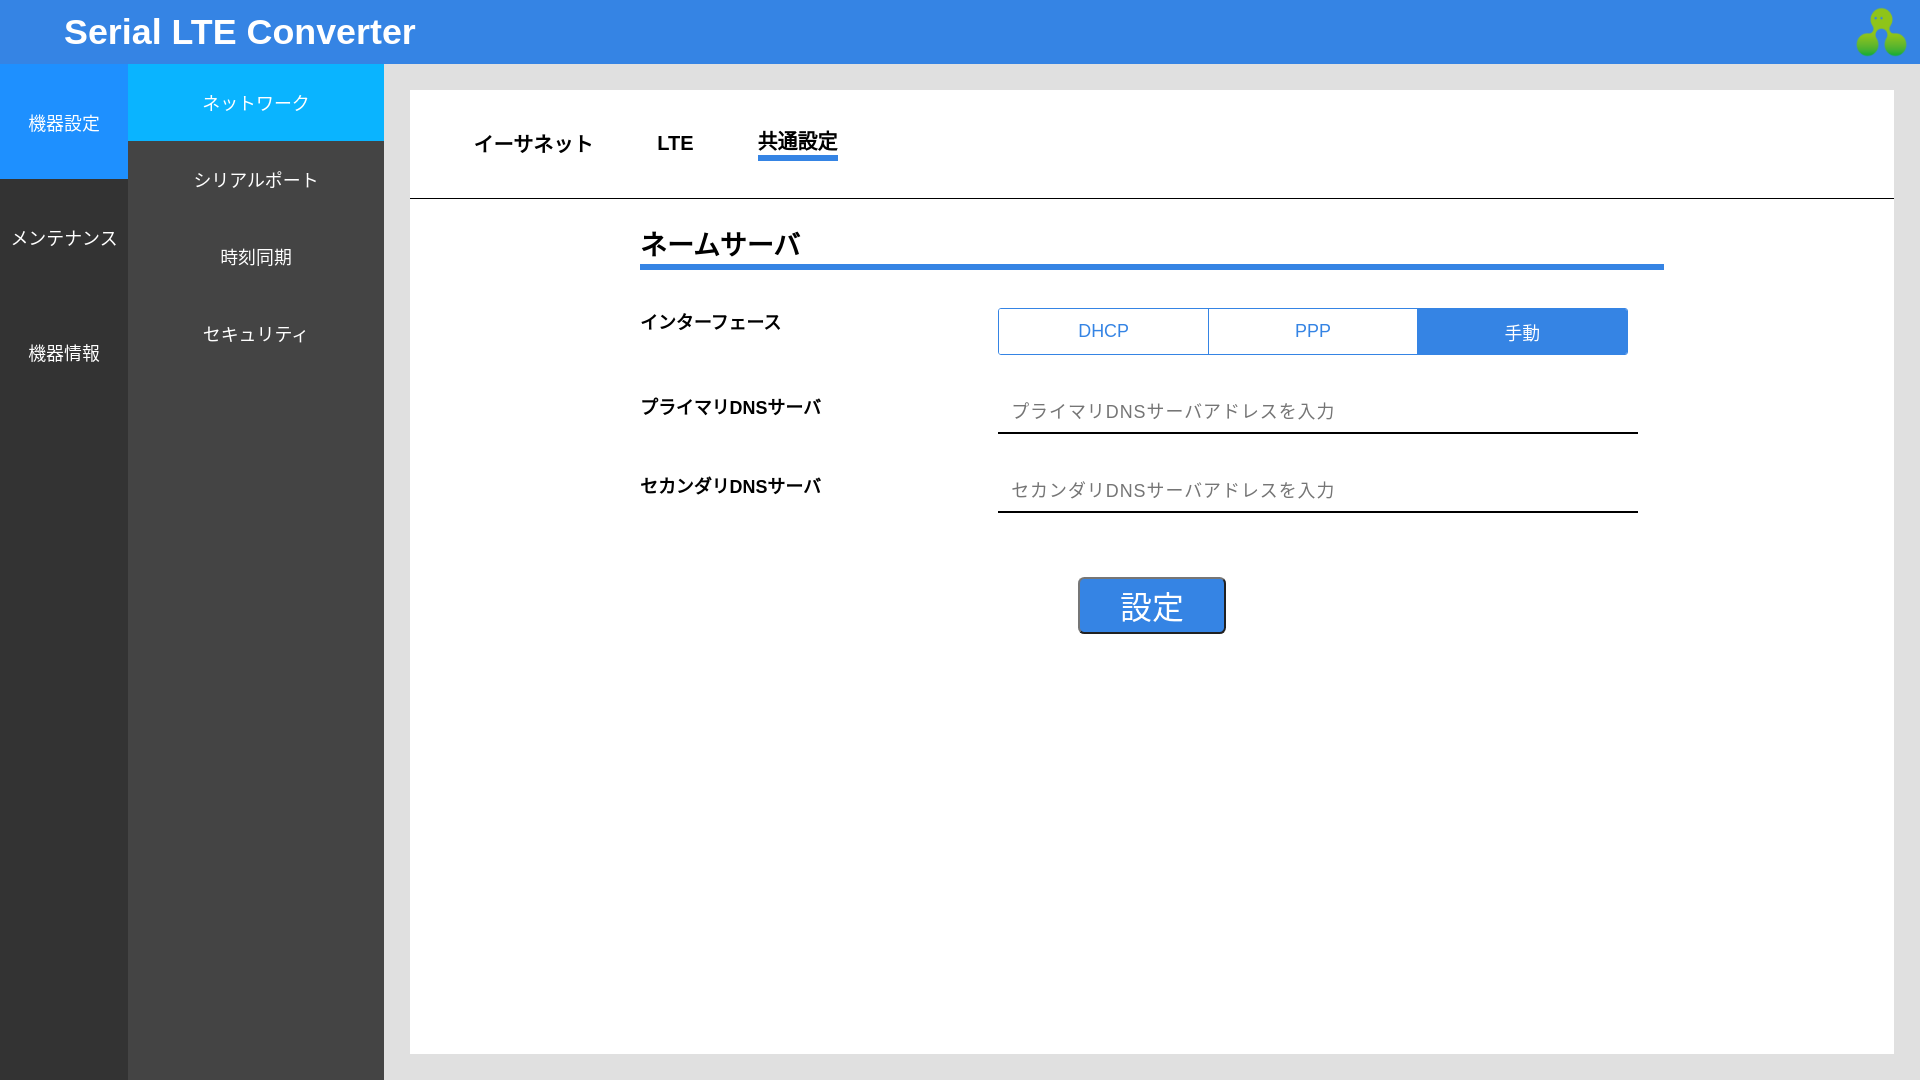 Serial LTE Converter
機器設定
メンテナンス
機器情報
ネットワーク
シリアルポート
時刻同期
セキュリティ
イーサネット LTE 共通設定
ネームサーバ
インターフェース DHCP PPP 手動
プライマリDNSサーバ プライマリDNSサーバアドレスを入力
セカンダリDNSサーバ セカンダリDNSサーバアドレスを入力
設定